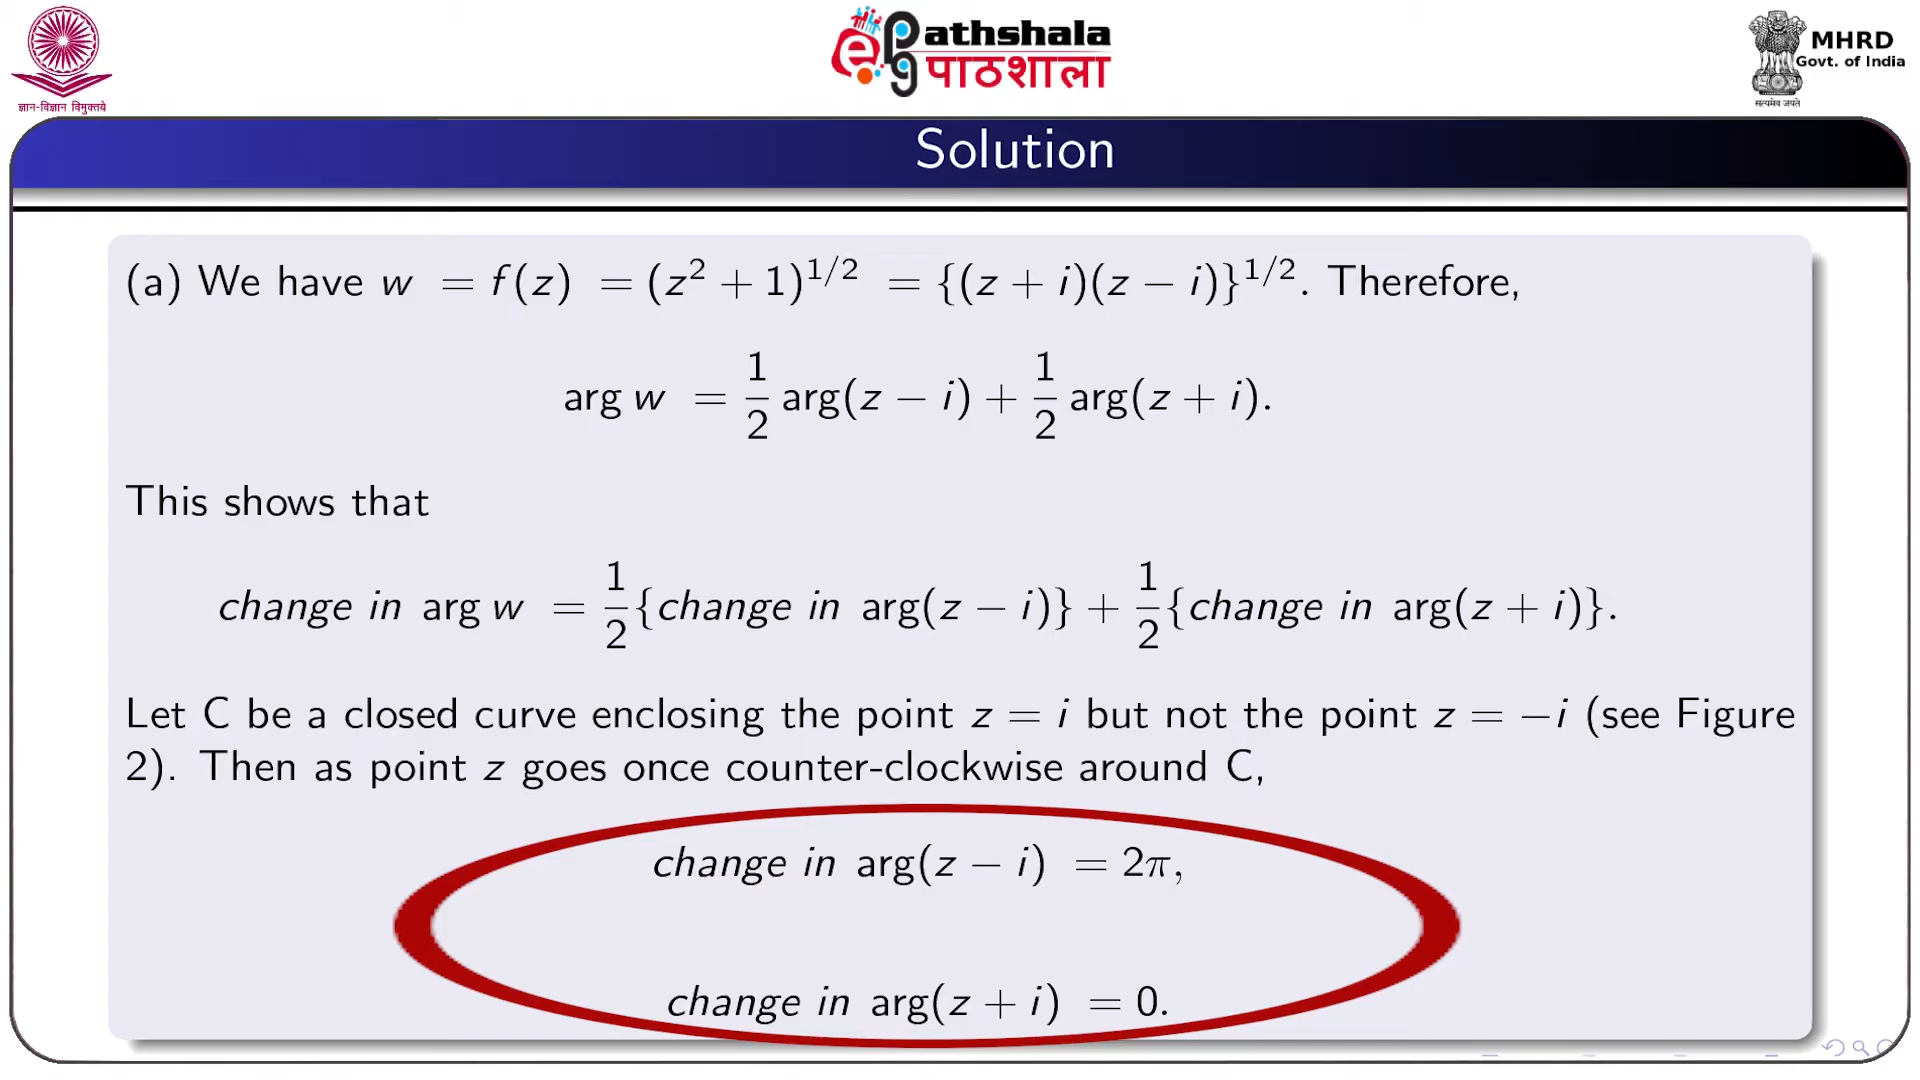 ज्ञान-विज्ञान विमुक्तये
ePg Pathshala
पाठशाला
MHRD
Govt. of India
सत्यमेव जयते
Solution
(a) We have w = f(z) = (z² + 1)^{1/2} = {(z + i)(z − i)}^{1/2}. Therefore,
arg w = 1/2 arg(z − i) + 1/2 arg(z + i).
This shows that
change in arg w = 1/2 {change in arg(z − i)} + 1/2 {change in arg(z + i)}.
Let C be a closed curve enclosing the point z = i but not the point z = −i (see Figure
2). Then as point z goes once counter-clockwise around C,
change in arg(z − i) = 2π,
change in arg(z + i) = 0.